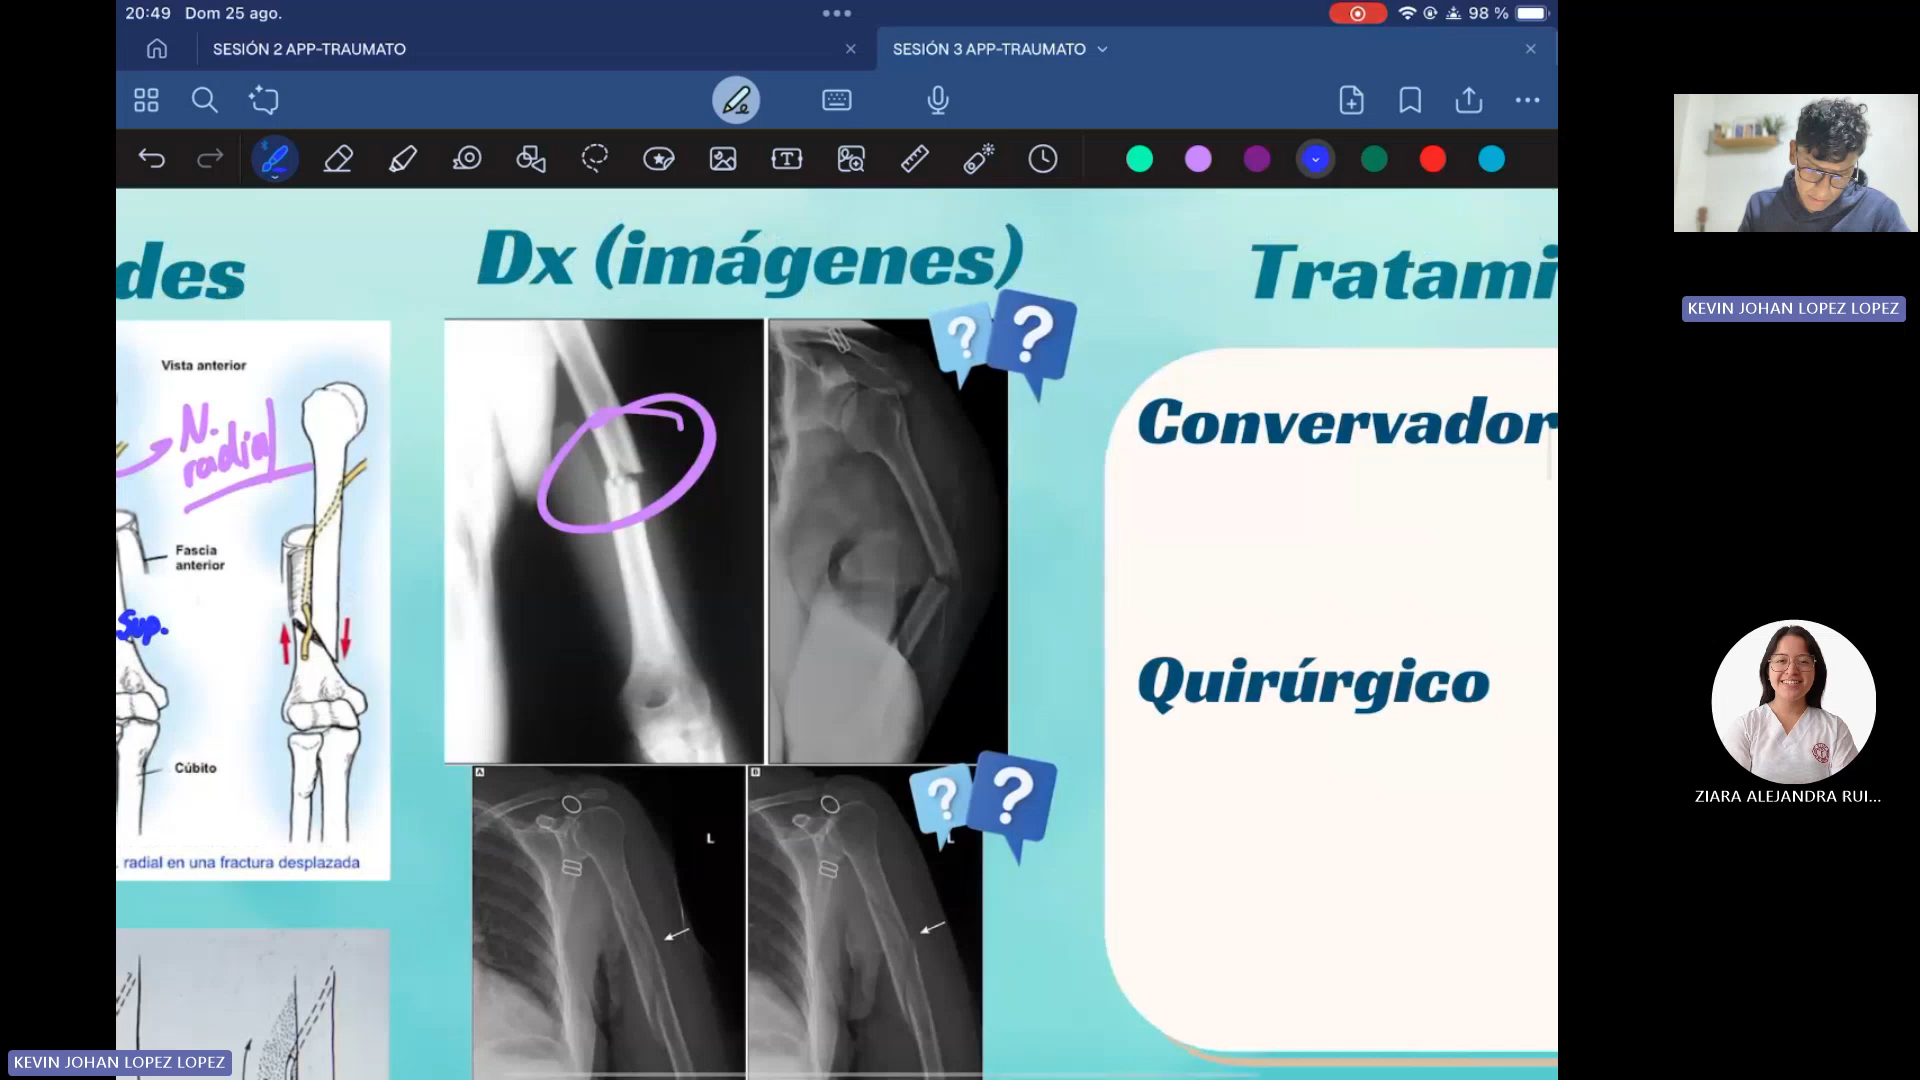 20:49 Dom 25 ago.
98 %
SESIÓN 2 APP-TRAUMATO
SESIÓN 3 APP-TRAUMATO
des
Dx (imágenes)
Tratami
Vista anterior
N.
radial
Fascia
anterior
Sup.
Cúbito
radial en una fractura desplazada
? ?
? ?
A
L
B
L
Convervador
Quirúrgico
KEVIN JOHAN LOPEZ LOPEZ
ZIARA ALEJANDRA RUI...
KEVIN JOHAN LOPEZ LOPEZ